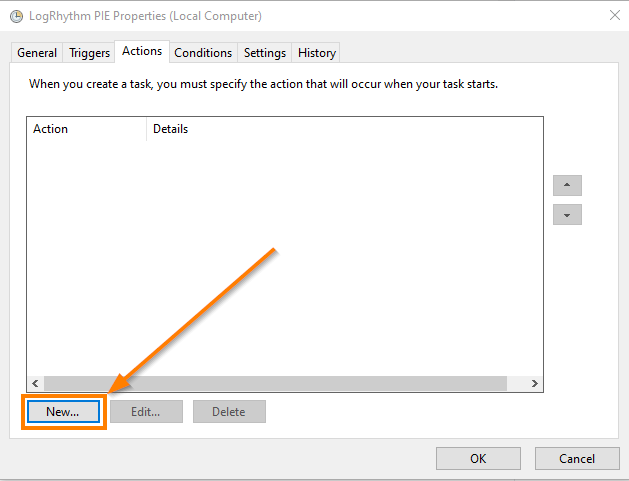 LogRhythm PIE Properties (Local Computer)
General Triggers Actions Conditions Settings History
When you create a task, you must specify the action that will occur when your task starts.
Action Details
New... Edit... Delete
OK Cancel